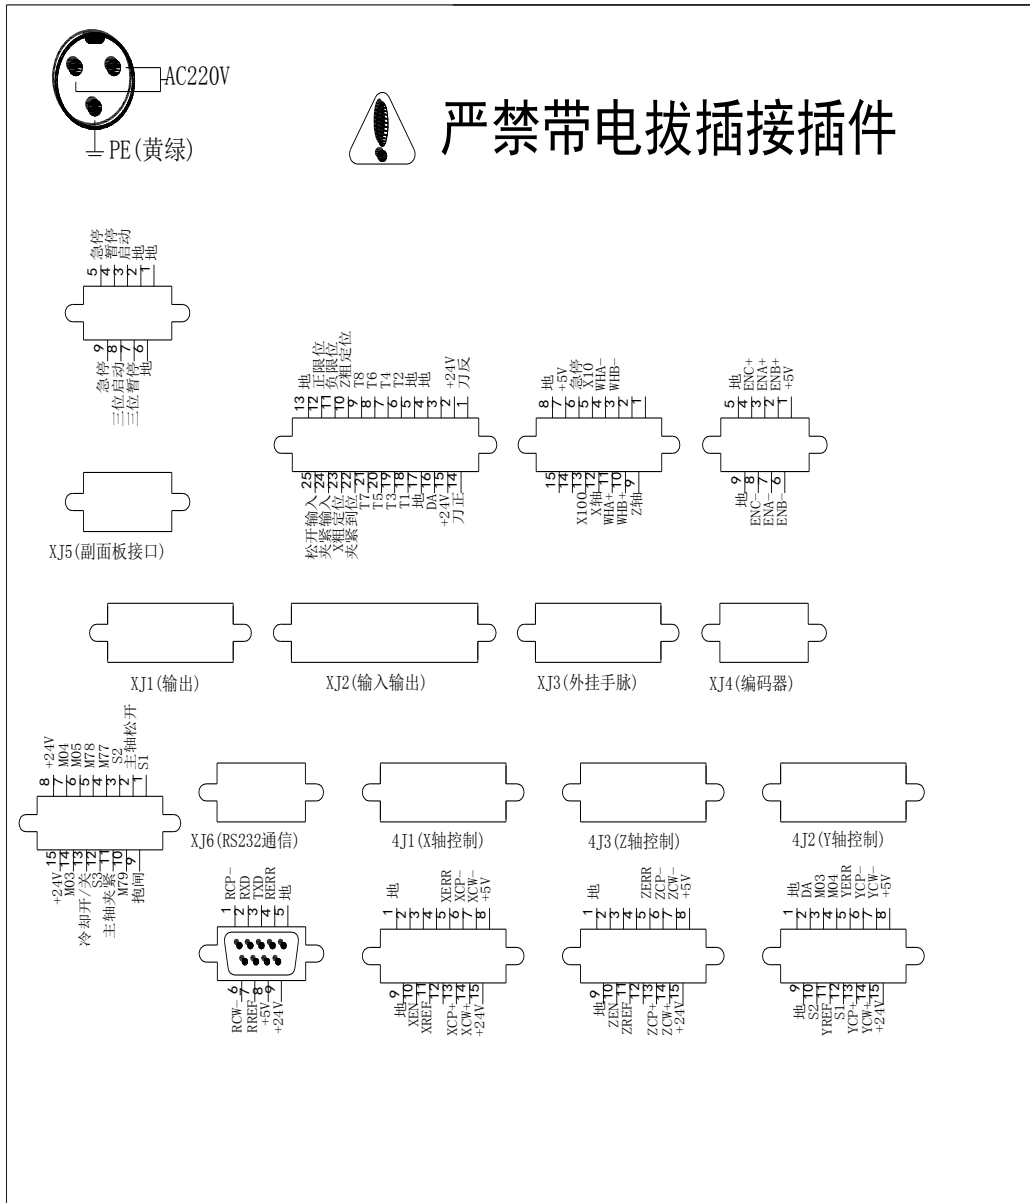 AC220V
PE(黄绿)
严禁带电拔插接插件
急停
暂停
启动
地
地
5 4 3 2 1
9 8 7 6
急停
三位启动
三位暂停
地
XJ5(副面板接口)
地
正限位
负限位
Z粗定位
T8
T6
T4
T2
地
地
+24V
刀反
13 12 11 10 9 8 7 6 5 4 3 2 1
25 24 23 22 21 20 19 18 17 16 15 14
松开输入
夹紧输入
X粗定位
夹紧到位
T7
T5
T3
T1
地
DA
+24V
刀正
地
+5V
急停
X10
WHA-
WHB-
8 7 6 5 4 3 2 1
15 14 13 12 11 10 9
X100
X轴
WHA+
WHB+
Z轴
地
ENC+
ENA+
ENB+
+5V
5 4 3 2 1
9 8 7 6
地
ENC-
ENA-
ENB-
XJ1(输出)
XJ2(输入输出)
XJ3(外挂手脉)
XJ4(编码器)
+24V
M04
M05
M78
M77
S2
主轴松开
S1
8 7 6 5 4 3 2 1
15 14 13 12 11 10 9
+24V
M03
冷却开/关
S3
主轴夹紧
M79
抱闸
XJ6(RS232通信)
4J1(X轴控制)
4J3(Z轴控制)
4J2(Y轴控制)
RCP-
RXD
TXD
RERR
地
1 2 3 4 5
6 7 8 9
RCW-
RREF
+5V
+24V
地
XERR
XCP-
XCW-
+5V
1 2 3 4 5 6 7 8
9 10 11 12 13 14 15
地
XEN
XREF
XCP+
XCW+
+24V
地
ZERR
ZCP-
ZCW-
+5V
1 2 3 4 5 6 7 8
9 10 11 12 13 14 15
地
ZEN
ZREF
ZCP+
ZCW+
+24V
地
DA
M03
M04
YERR
YCP-
YCW-
+5V
1 2 3 4 5 6 7 8
9 10 11 12 13 14 15
地
S2
YREF
S1
YCP+
YCW+
+24V